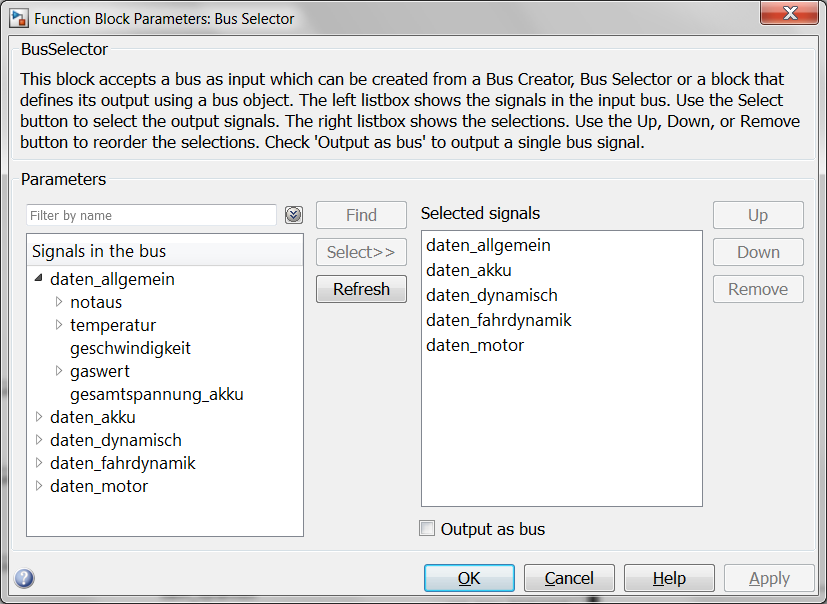 Function Block Parameters: Bus Selector
BusSelector
This block accepts a bus as input which can be created from a Bus Creator, Bus Selector or a block that
defines its output using a bus object. The left listbox shows the signals in the input bus. Use the Select
button to select the output signals. The right listbox shows the selections. Use the Up, Down, or Remove
button to reorder the selections. Check 'Output as bus' to output a single bus signal.
Parameters
Filter by name
Find
Select>>
Refresh
Signals in the bus
daten_allgemein
notaus
temperatur
geschwindigkeit
gaswert
gesamtspannung_akku
daten_akku
daten_dynamisch
daten_fahrdynamik
daten_motor
Selected signals
daten_allgemein
daten_akku
daten_dynamisch
daten_fahrdynamik
daten_motor
Up
Down
Remove
Output as bus
OK
Cancel
Help
Apply